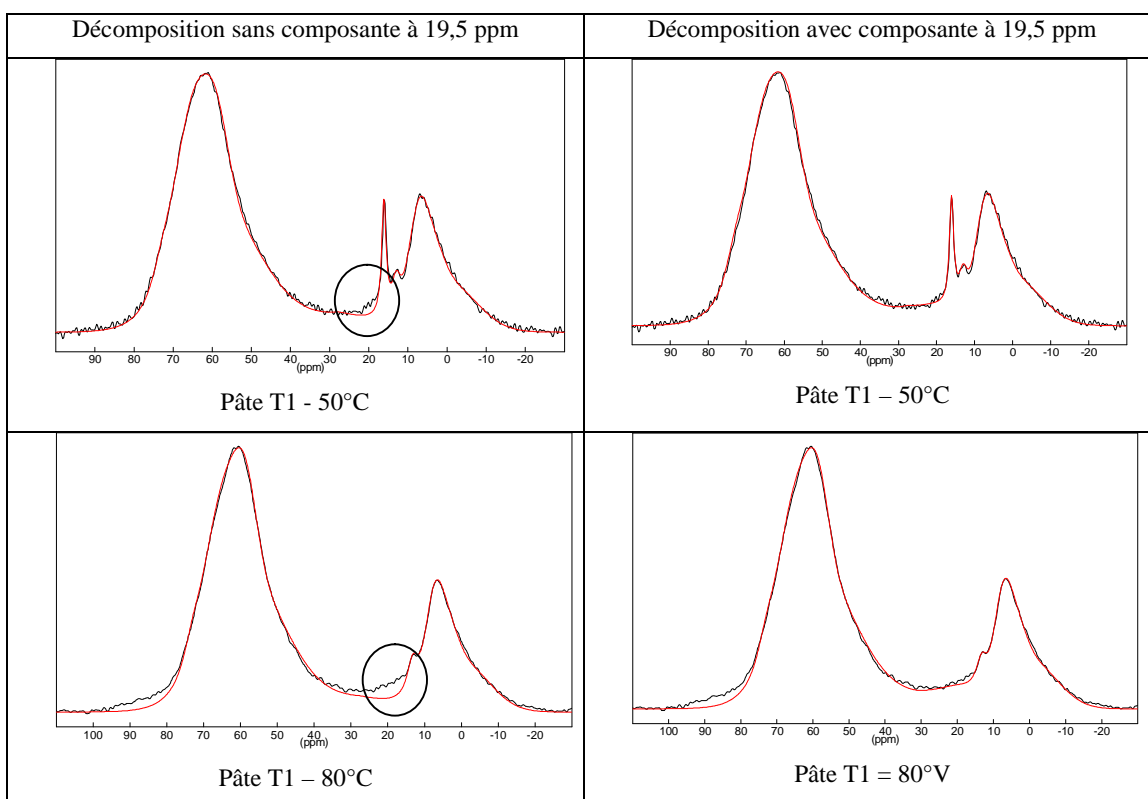 Décomposition sans composante à 19,5 ppm
Décomposition avec composante à 19,5 ppm
90 80 70 60 50 40 30 20 10 0 -10 -20
(ppm)
Pâte T1 - 50°C
90 80 70 60 50 40 30 20 10 0 -10 -20
(ppm)
Pâte T1 – 50°C
100 90 80 70 60 50 40 30 20 10 0 -10 -20
(ppm)
Pâte T1 – 80°C
100 90 80 70 60 50 40 30 20 10 0 -10 -20
(ppm)
Pâte T1 = 80°V